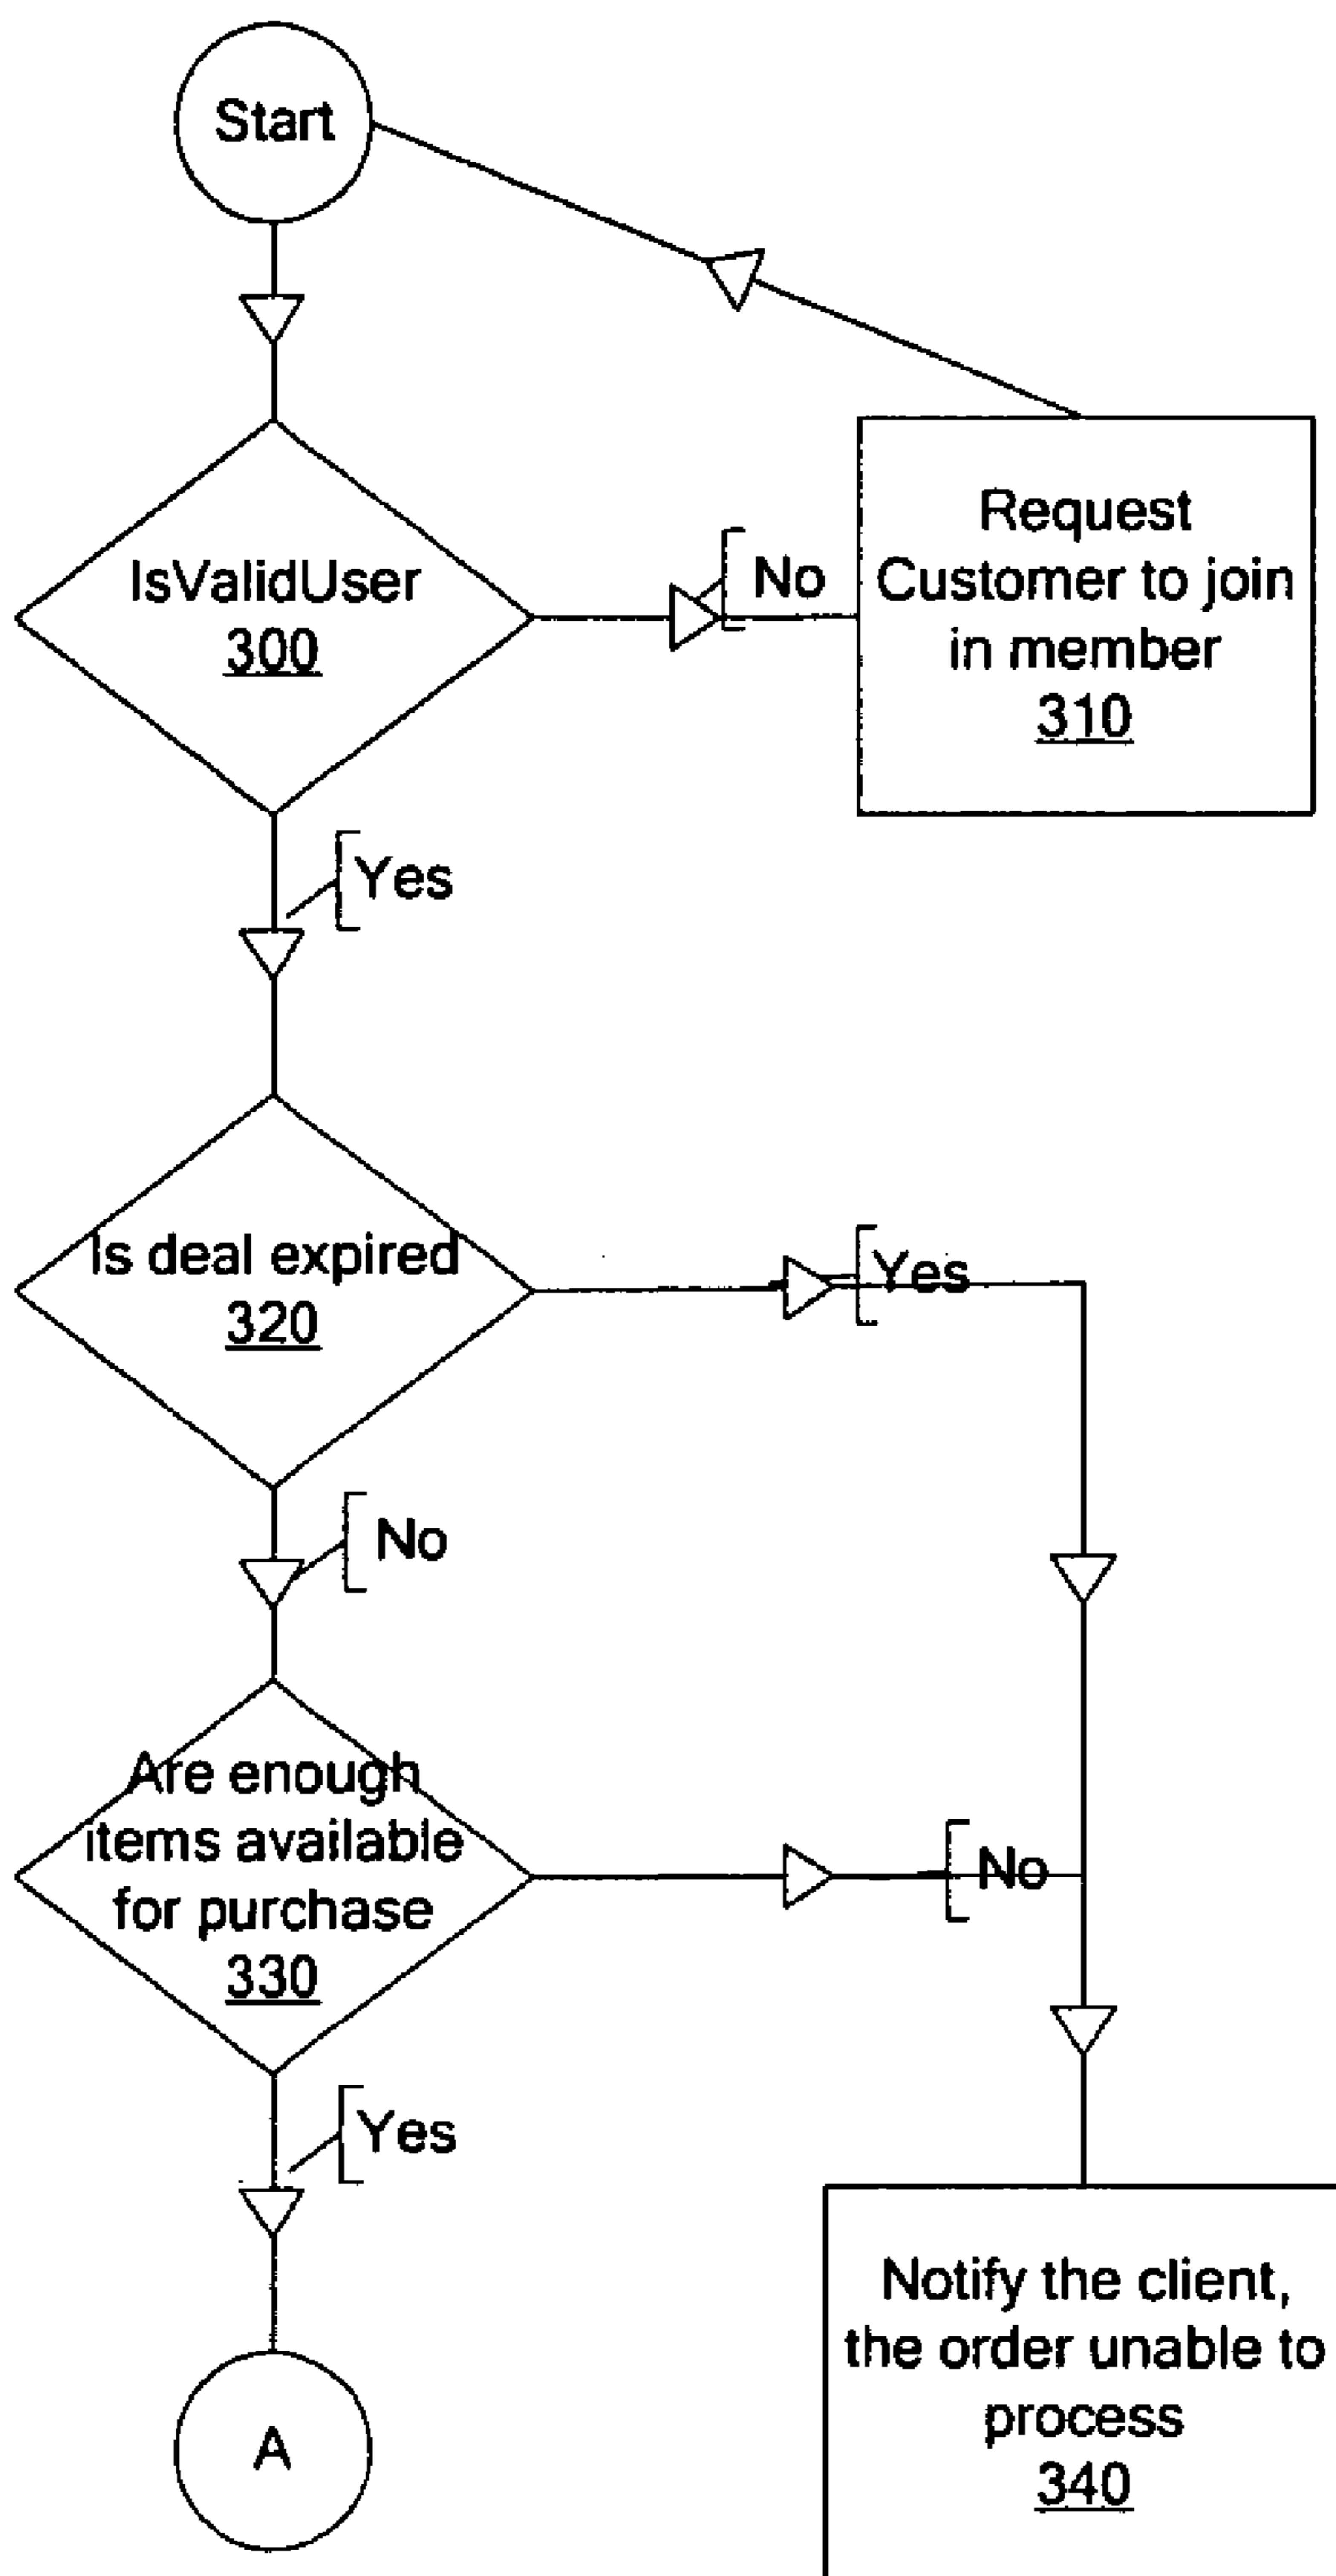 Start
IsValidUser
300
No
Request
Customer to join
in member
310
Yes
Is deal expired
320
Yes
No
Are enough
items available
for purchase
330
No
Yes
A
Notify the client,
the order unable to
process
340